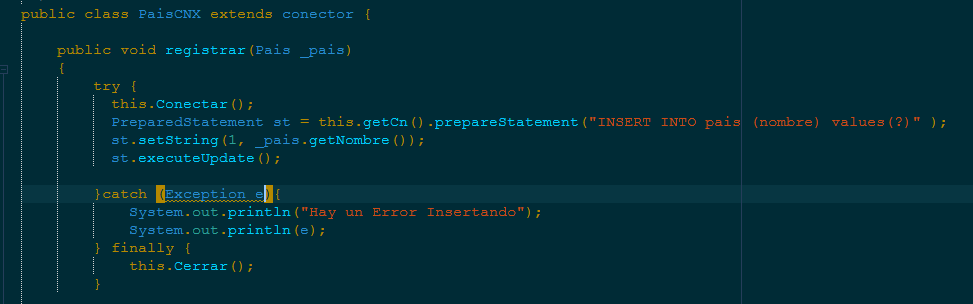 public class PaisCNX extends conector {
public void registrar(Pais _pais)
{
try {
this.Conectar();
PreparedStatement st = this.getCn().prepareStatement("INSERT INTO pais (nombre) values(?)" );
st.setString(1, _pais.getNombre());
st.executeUpdate();
}catch (Exception e){
System.out.println("Hay un Error Insertando");
System.out.println(e);
} finally {
this.Cerrar();
}